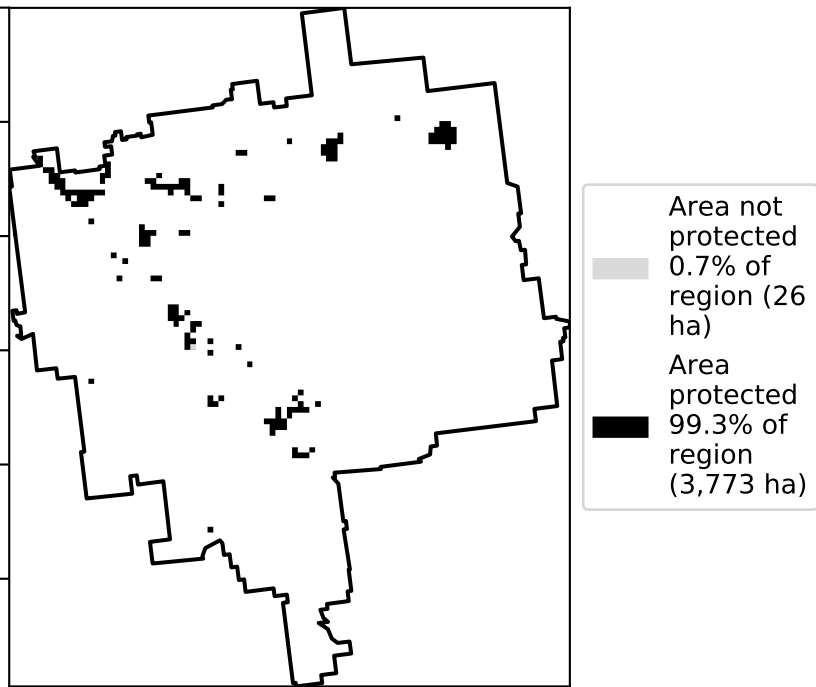 Area not
protected
0.7% of
region (26
ha)
Area
protected
99.3% of
region
(3,773 ha)